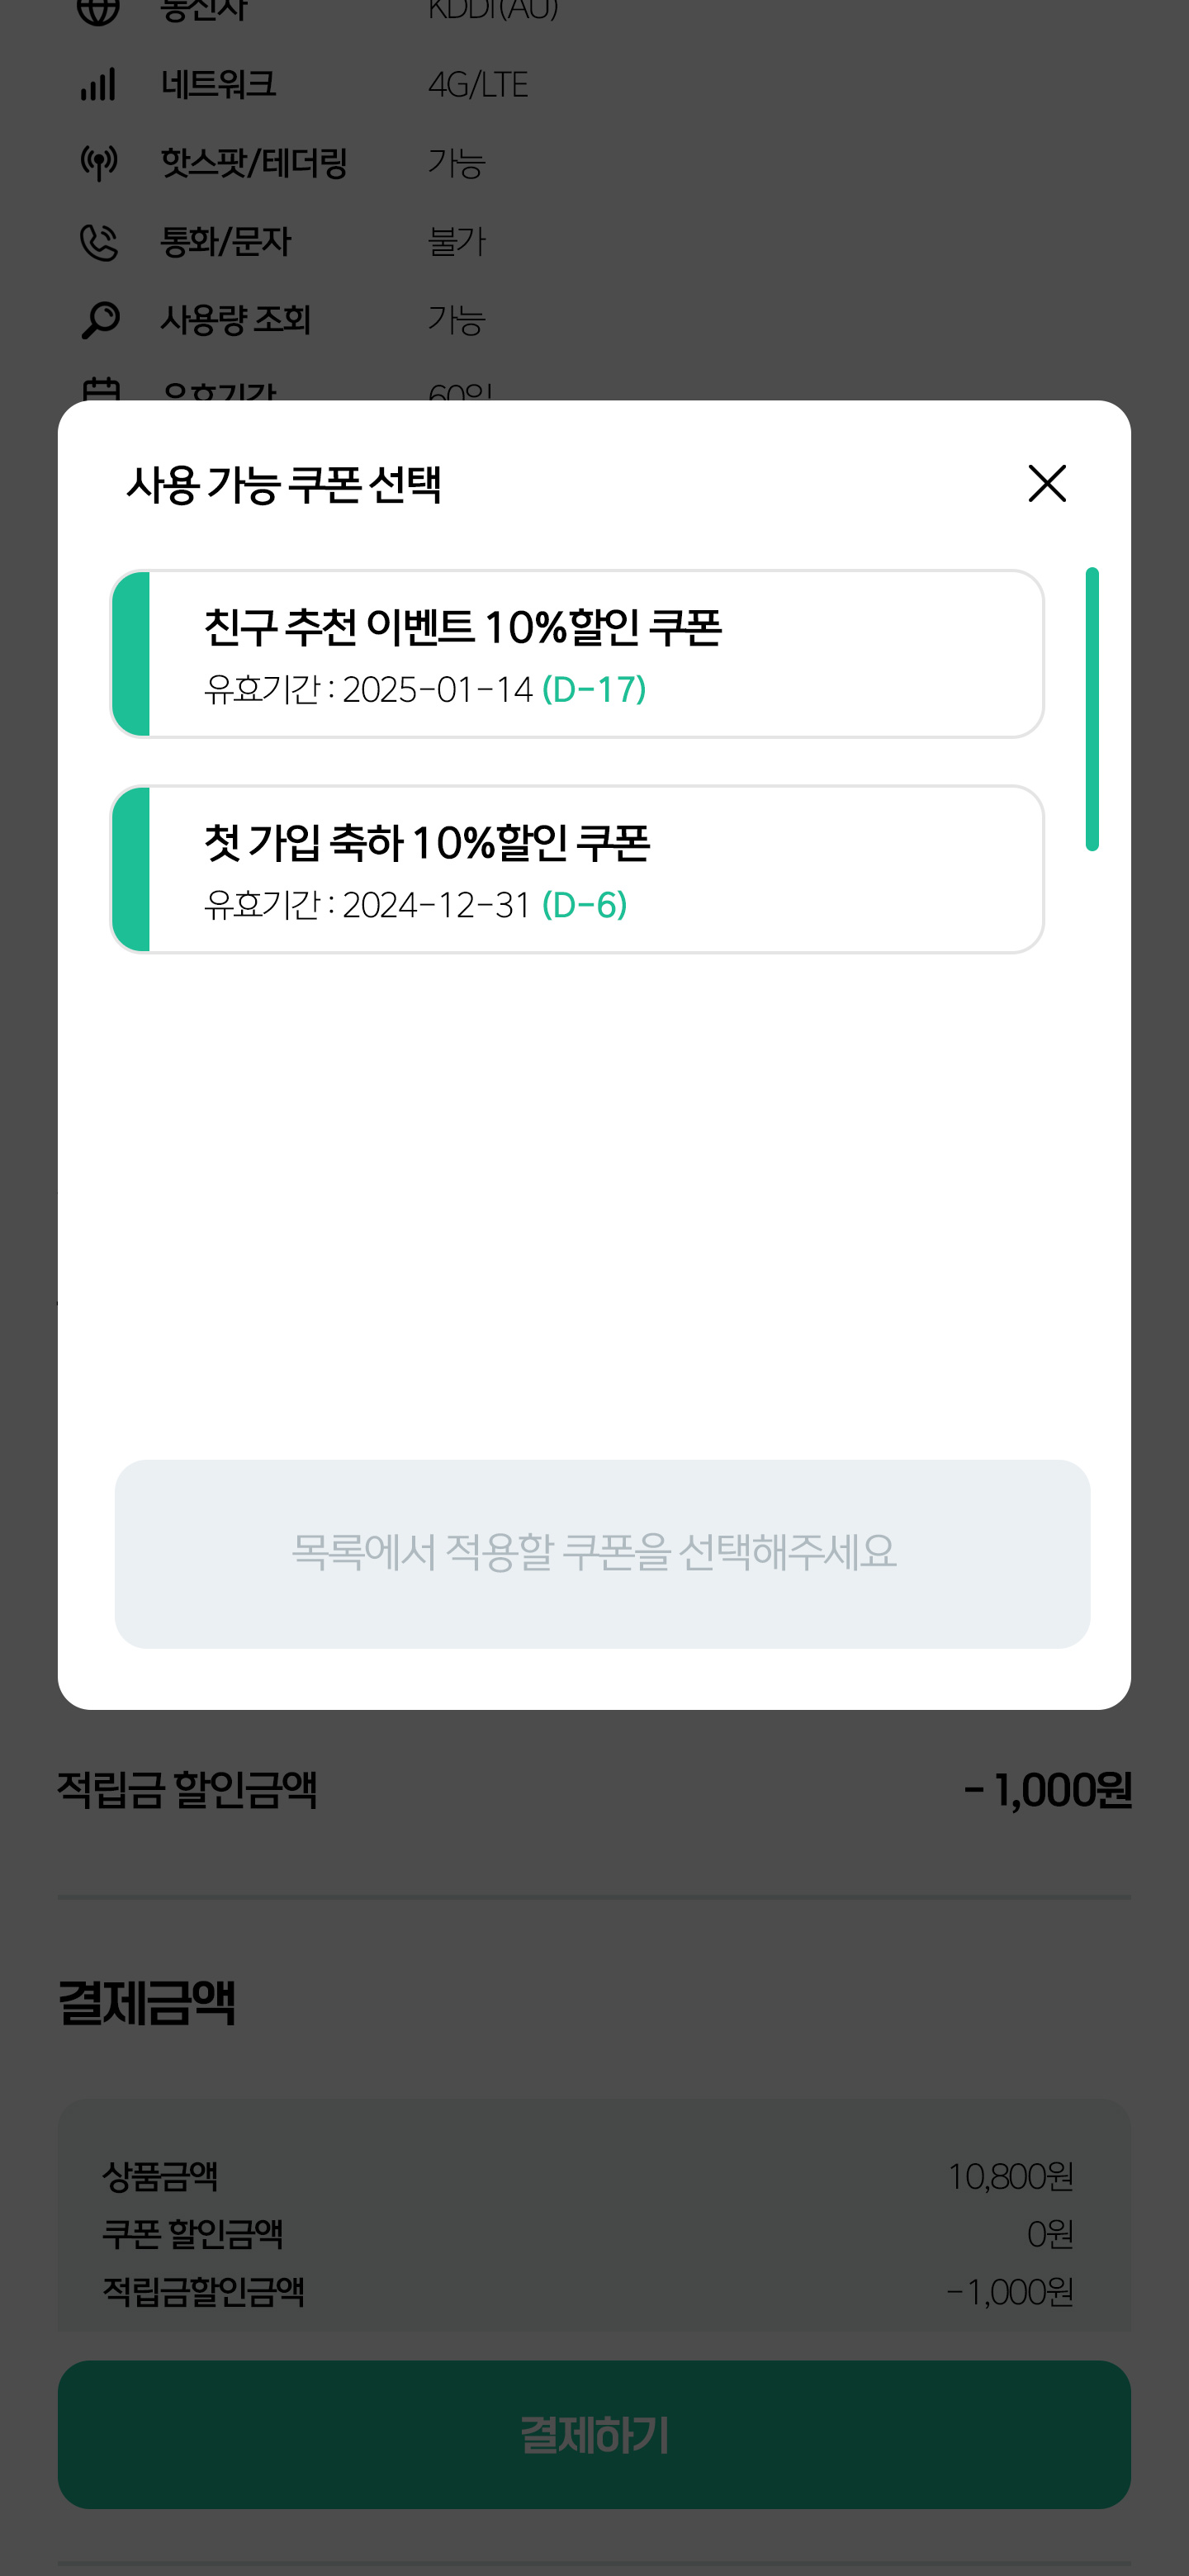 통신사 KDDI(AU)
네트워크 4G/LTE
핫스팟/테더링 가능
통화/문자 불가
사용량 조회 가능
유효기간 60일
사용 가능 쿠폰 선택
친구 추천 이벤트 10%할인 쿠폰
유효기간 : 2025-01-14 (D-17)
첫 가입 축하 10%할인 쿠폰
유효기간 : 2024-12-31 (D-6)
목록에서 적용할 쿠폰을 선택해주세요
적립금 할인금액 - 1,000원
결제금액
상품금액 10,800원
쿠폰 할인금액 0원
적립금할인금액 -1,000원
결제하기